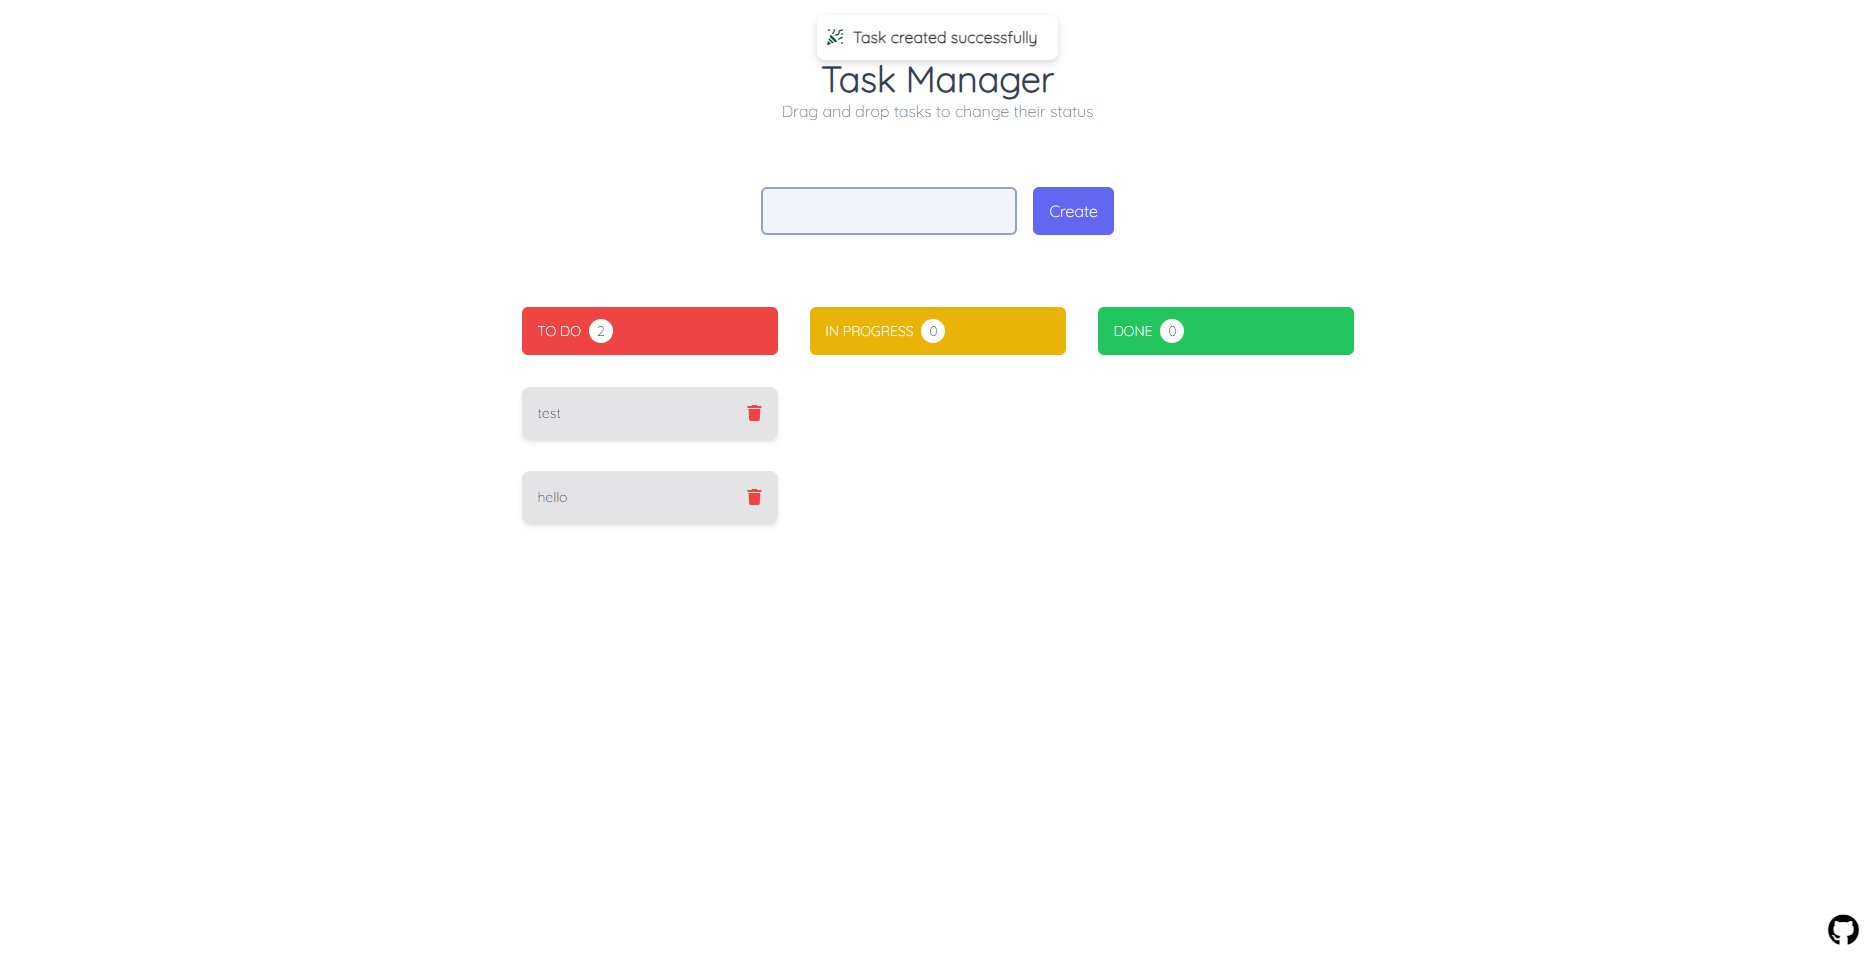 Task created successfully
Task Manager
Drag and drop tasks to change their status
Create
TO DO 2
IN PROGRESS 0
DONE 0
test
hello